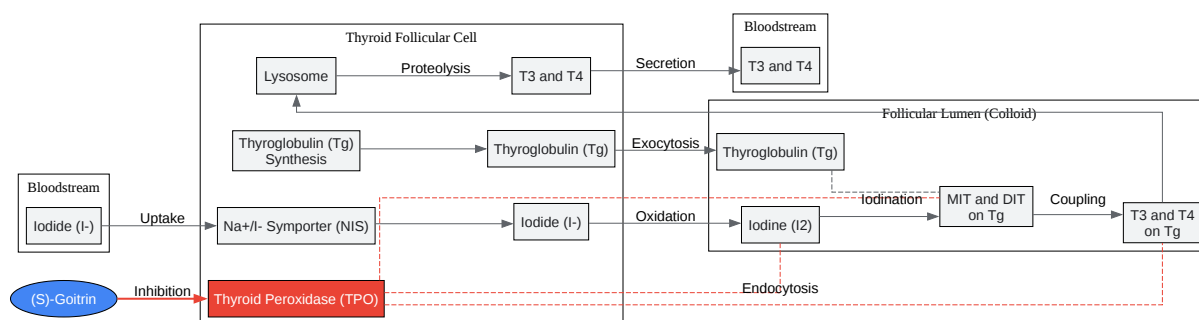 Thyroid Follicular Cell
Bloodstream
Lysosome
Proteolysis
T3 and T4
Secretion
T3 and T4
Follicular Lumen (Colloid)
Thyroglobulin (Tg)
Synthesis
Thyroglobulin (Tg)
Exocytosis
Thyroglobulin (Tg)
Bloodstream
Iodide (I-)
Uptake
Na+/I- Symporter (NIS)
Iodide (I-)
Oxidation
Iodine (I2)
Iodination
MIT and DIT
on Tg
Coupling
T3 and T4
on Tg
(S)-Goitrin
Inhibition
Thyroid Peroxidase (TPO)
Endocytosis